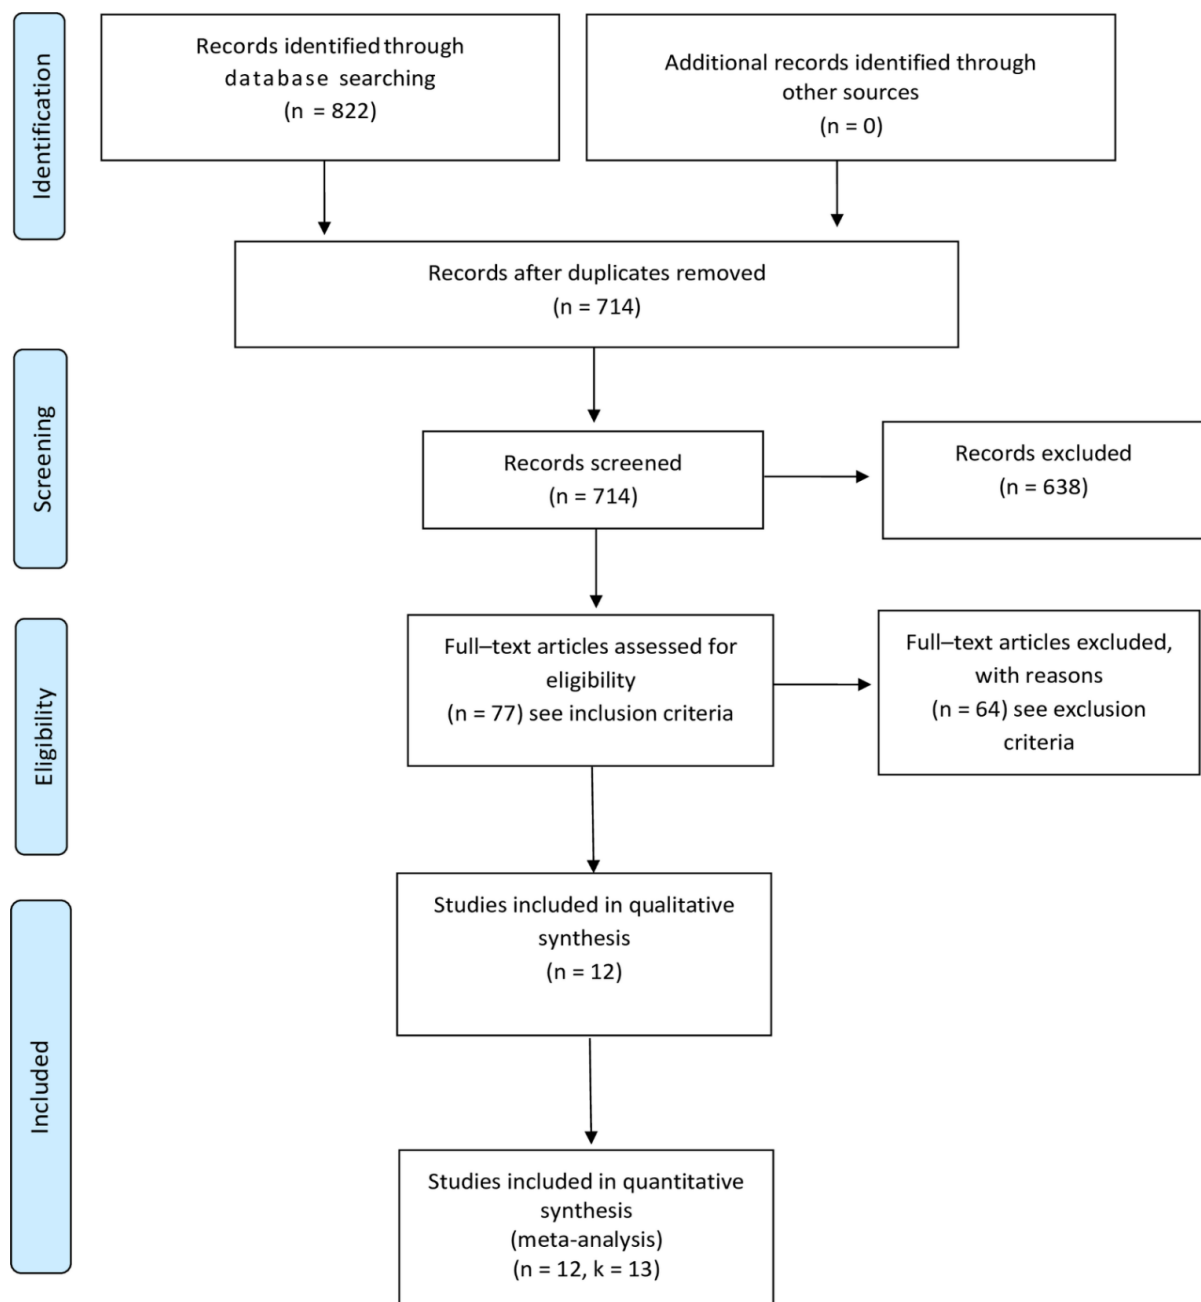 Identification
Records identified through
database searching
(n = 822)
Additional records identified through
other sources
(n = 0)
Records after duplicates removed
(n = 714)
Screening
Records screened
(n = 714)
Records excluded
(n = 638)
Eligibility
Full–text articles assessed for
eligibility
(n = 77) see inclusion criteria
Full–text articles excluded,
with reasons
(n = 64) see exclusion
criteria
Included
Studies included in qualitative
synthesis
(n = 12)
Studies included in quantitative
synthesis
(meta-analysis)
(n = 12, k = 13)